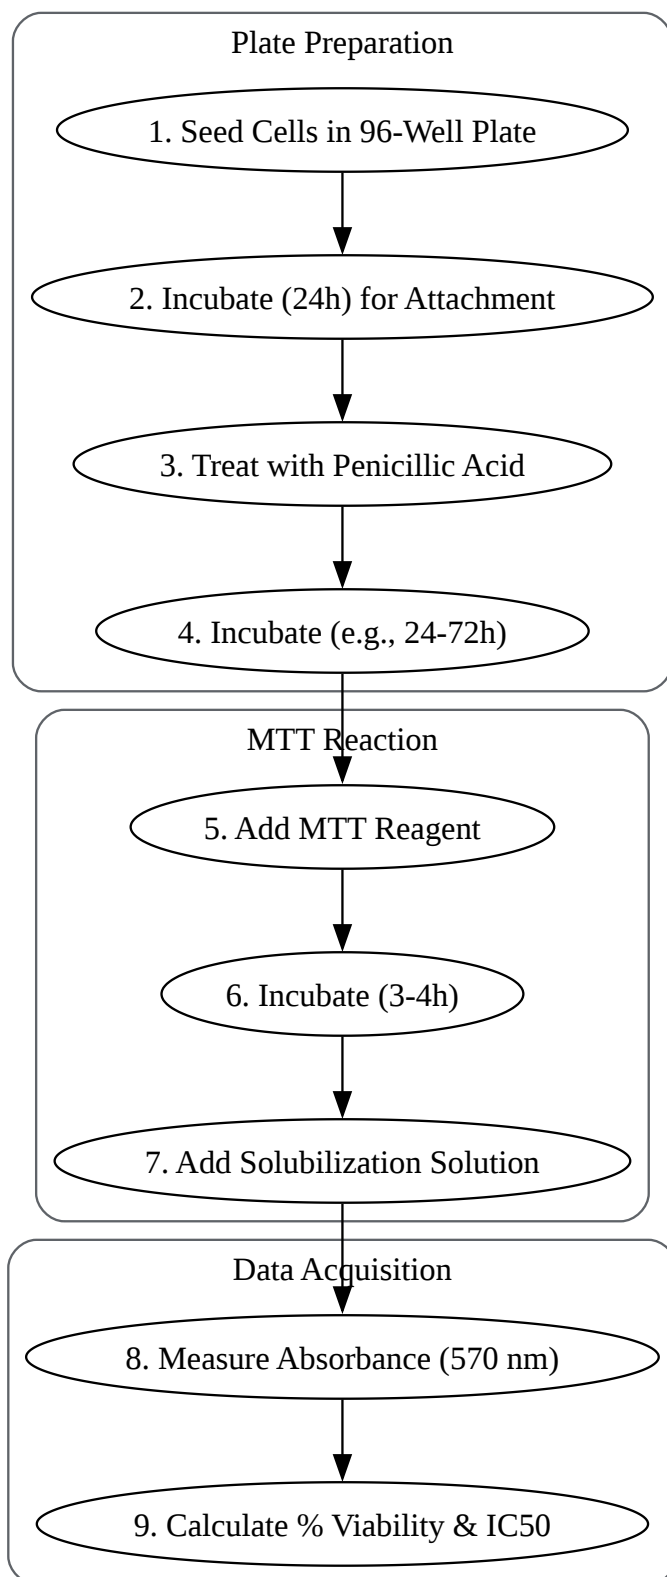 Plate Preparation
1. Seed Cells in 96-Well Plate
2. Incubate (24h) for Attachment
3. Treat with Penicillic Acid
4. Incubate (e.g., 24-72h)
MTT Reaction
5. Add MTT Reagent
6. Incubate (3-4h)
7. Add Solubilization Solution
Data Acquisition
8. Measure Absorbance (570 nm)
9. Calculate % Viability & IC50